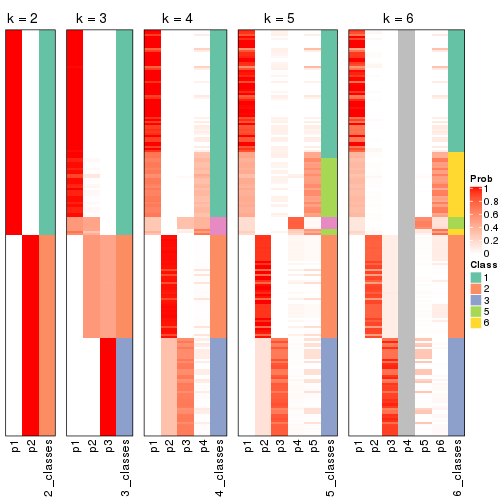 k = 2
k = 3
k = 4
k = 5
k = 6
p1
p2
2_classes
p1
p2
p3
3_classes
p1
p2
p3
p4
4_classes
p1
p2
p3
p4
p5
5_classes
p1
p2
p3
p4
p5
p6
6_classes
Prob
1
0.8
0.6
0.4
0.2
0
Class
1
2
3
5
6